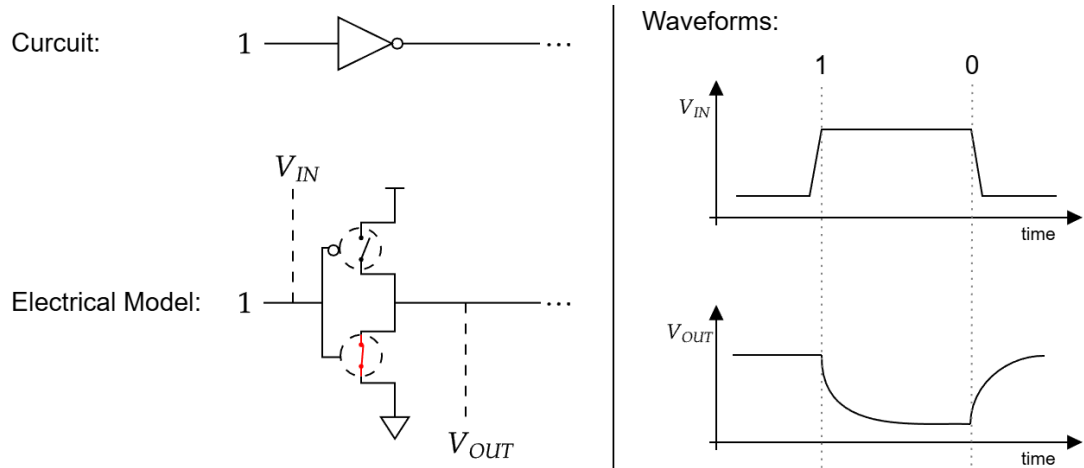 Curcuit:
1
...
V_IN
Electrical Model:
1
...
V_OUT
Waveforms:
1 0
V_IN
time
V_OUT
time